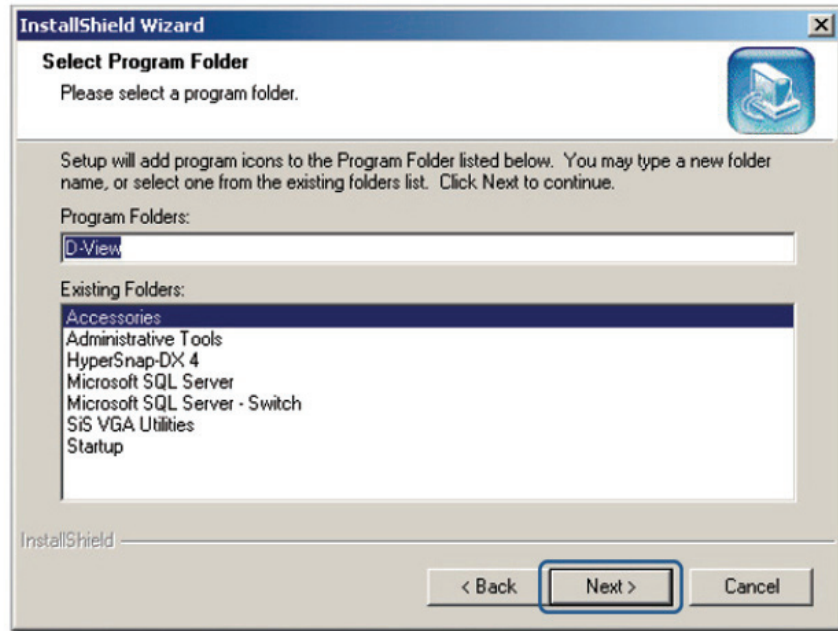 InstallShield Wizard
Select Program Folder
Please select a program folder.
Setup will add program icons to the Program Folder listed below. You may type a new folder
name, or select one from the existing folders list. Click Next to continue.
Program Folders:
D-View
Existing Folders:
Accessories
Administrative Tools
HyperSnap-DX 4
Microsoft SQL Server
Microsoft SQL Server - Switch
SiS VGA Utilities
Startup
InstallShield
< Back
Next >
Cancel